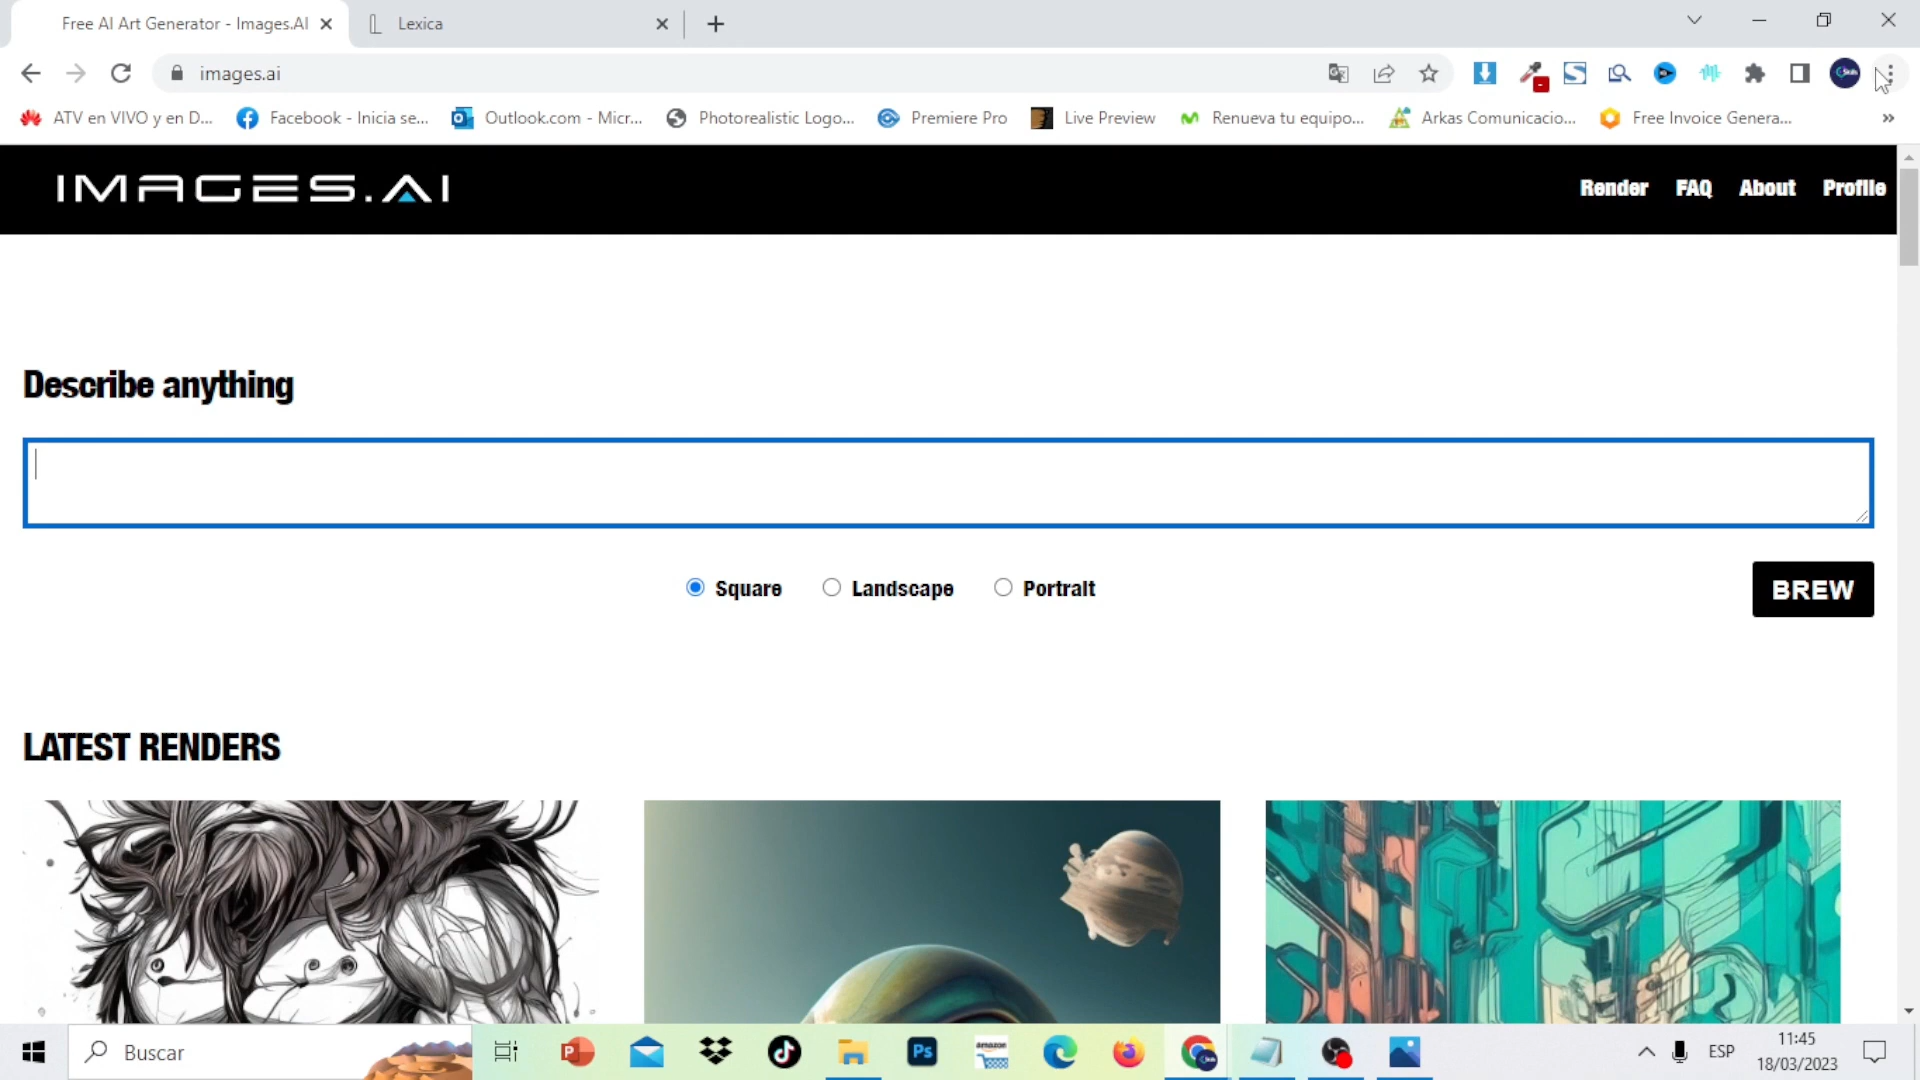 Free AI Art Generator - Images.AI
Lexica
images.ai
ATV en VIVO y en D...
Facebook - Inicia se...
Outlook.com - Micr...
Photorealistic Logo...
Premiere Pro
Live Preview
Renueva tu equipo...
Arkas Comunicacio...
Free Invoice Genera...
IMAGES.AI
Render
FAQ
About
Profile
Describe anything
Square
Landscape
Portrait
BREW
LATEST RENDERS
Buscar
amazon
Ps
ESP
11:45
18/03/2023